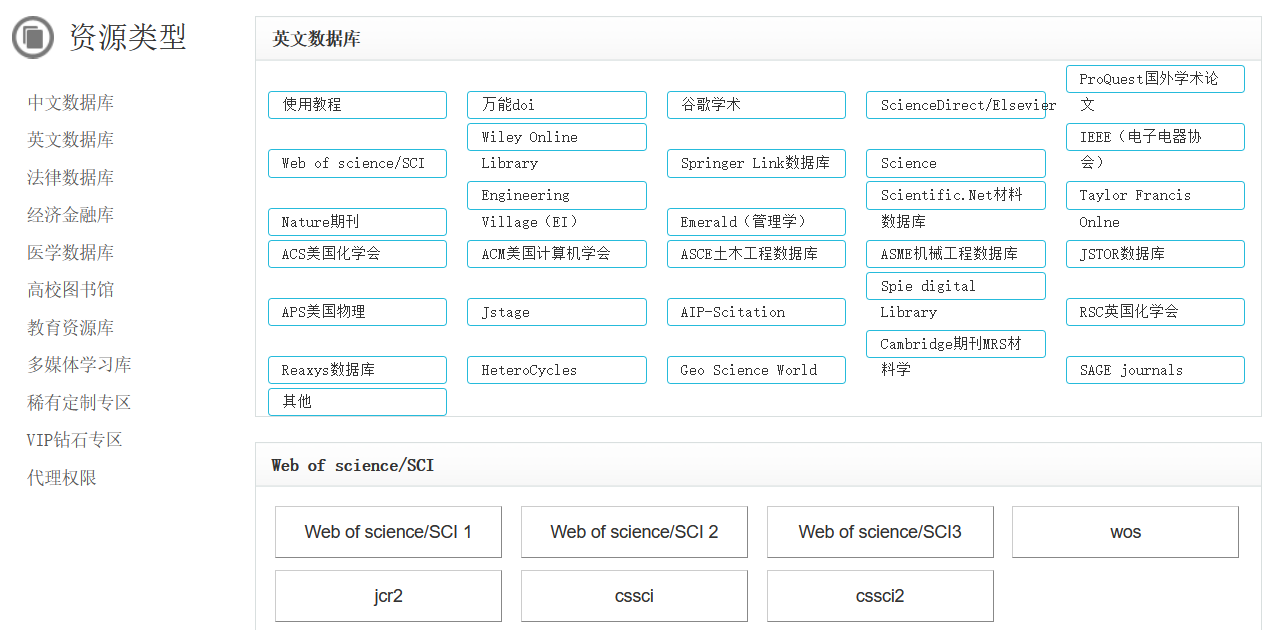 资源类型
中文数据库
英文数据库
法律数据库
经济金融库
医学数据库
高校图书馆
教育资源库
多媒体学习库
稀有定制专区
VIP钻石专区
代理权限
英文数据库
使用教程
万能doi
谷歌学术
ScienceDirect/Elsevier
ProQuest国外学术论
文
Web of science/SCI
Wiley Online
Library
Springer Link数据库
Science
IEEE（电子电器协
会）
Nature期刊
Engineering
Village（EI）
Emerald（管理学）
Scientific.Net材料
数据库
Taylor Francis
Onlne
ACS美国化学会
ACM美国计算机学会
ASCE土木工程数据库
ASME机械工程数据库
JSTOR数据库
APS美国物理
Jstage
AIP-Scitation
Spie digital
Library
RSC英国化学会
Reaxys数据库
HeteroCycles
Geo Science World
Cambridge期刊MRS材
料学
SAGE journals
其他
Web of science/SCI
Web of science/SCI 1
Web of science/SCI 2
Web of science/SCI3
wos
jcr2
cssci
cssci2